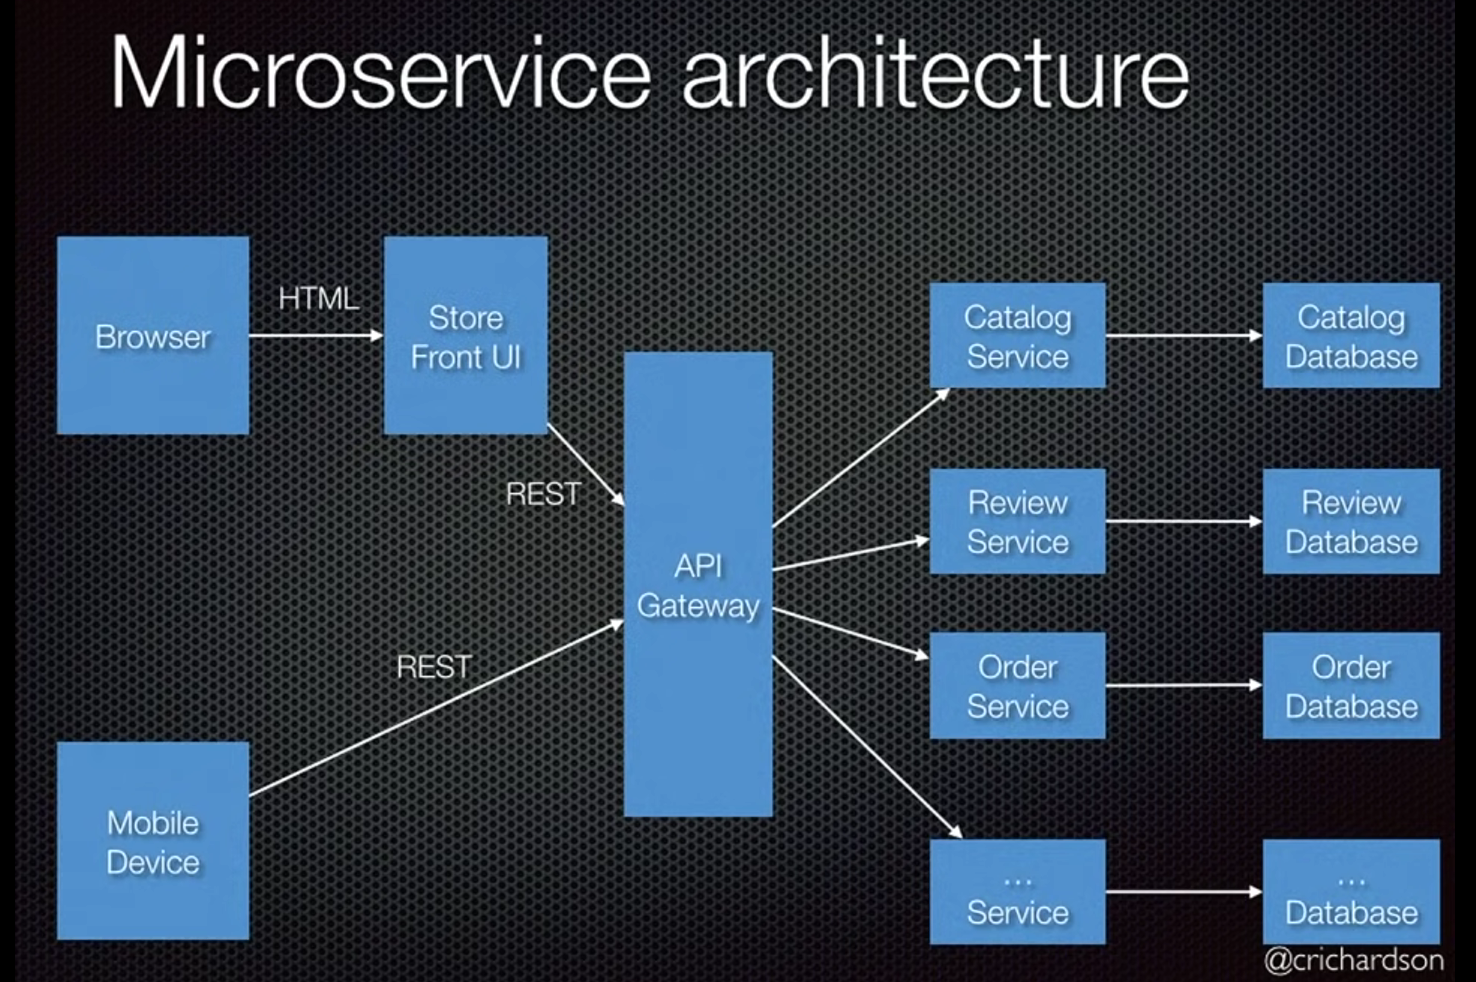 Microservice architecture
Browser
HTML
Store
Front UI
REST
REST
Mobile
Device
API
Gateway
Catalog
Service
Catalog
Database
Review
Service
Review
Database
Order
Service
Order
Database
...
Service
...
Database
@crichardson